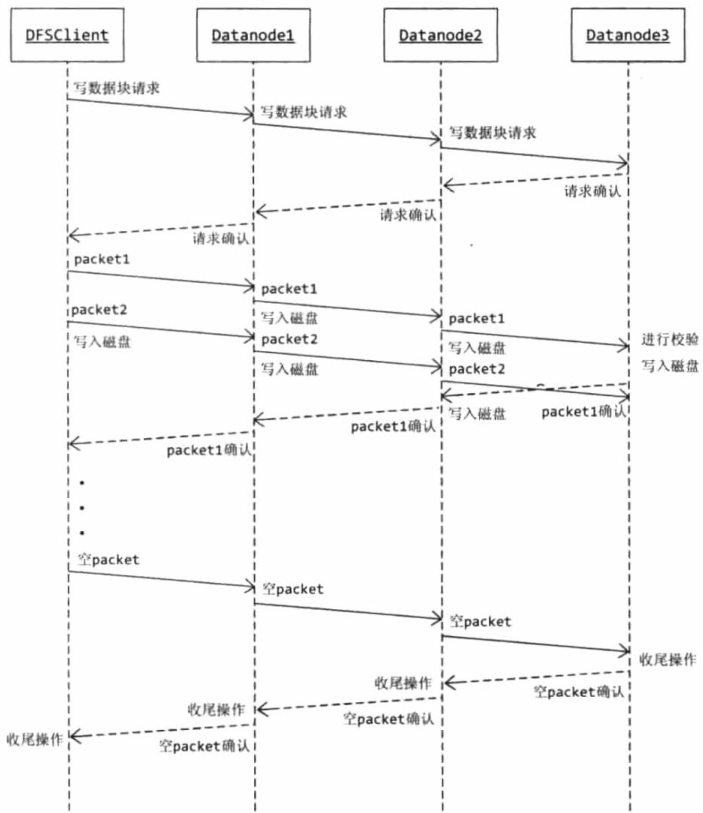 DFSClient
Datanode1
Datanode2
Datanode3
写数据块请求
写数据块请求
写数据块请求
请求确认
请求确认
请求确认
packet1
packet1
packet2
写入磁盘
packet1
进行校验
写入磁盘
packet2
写入磁盘
写入磁盘
packet2
写入磁盘
packet1确认
写入磁盘
packet1确认
packet1确认
空packet
空packet
空packet
收尾操作
收尾操作
空packet确认
收尾操作
空packet确认
收尾操作
空packet确认